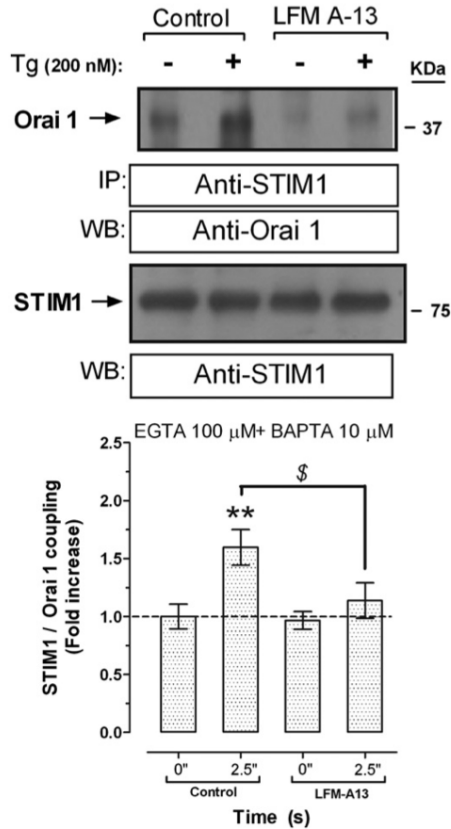 Control LFM A-13
Tg (200 nM): - + - + KDa
Orai 1 - 37
IP: Anti-STIM1
WB: Anti-Orai 1
STIM1 - 75
WB: Anti-STIM1
EGTA 100 µM+ BAPTA 10 µM
STIM1 / Orai 1 coupling
(Fold increase)
2.5
2.0
1.5
1.0
0.5
0.0
$
**
0" 2.5" 0" 2.5"
Control LFM-A13
Time (s)